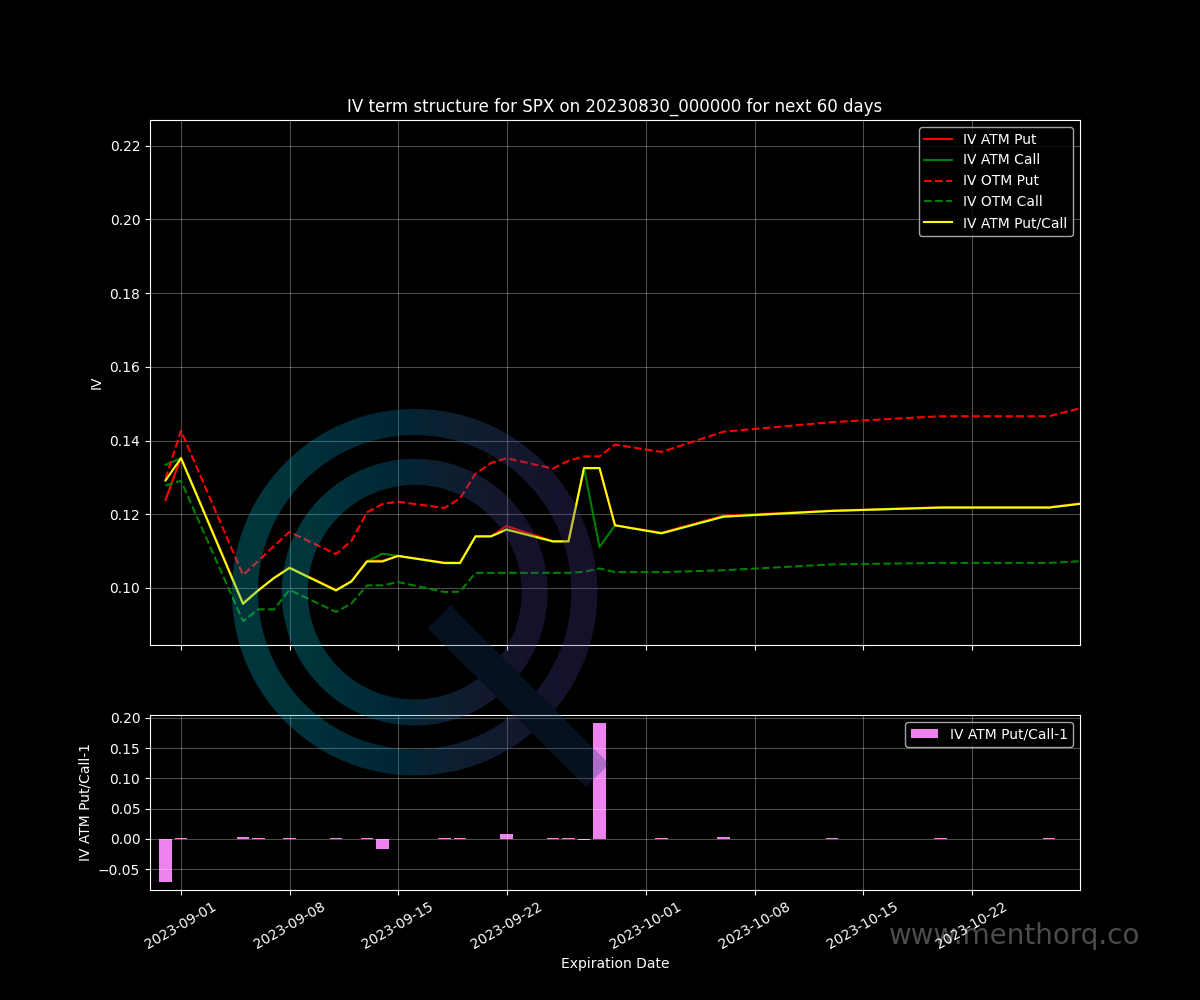 IV term structure for SPX on 20230830_000000 for next 60 days
0.22
0.20
0.18
0.16
0.14
0.12
0.10
IV
IV ATM Put
IV ATM Call
IV OTM Put
IV OTM Call
IV ATM Put/Call
0.20
0.15
0.10
0.05
0.00
−0.05
IV ATM Put/Call-1
IV ATM Put/Call-1
2023-09-01
2023-09-08
2023-09-15
2023-09-22
2023-10-01
2023-10-08
2023-10-15
2023-10-22
Expiration Date
www.menthorq.co